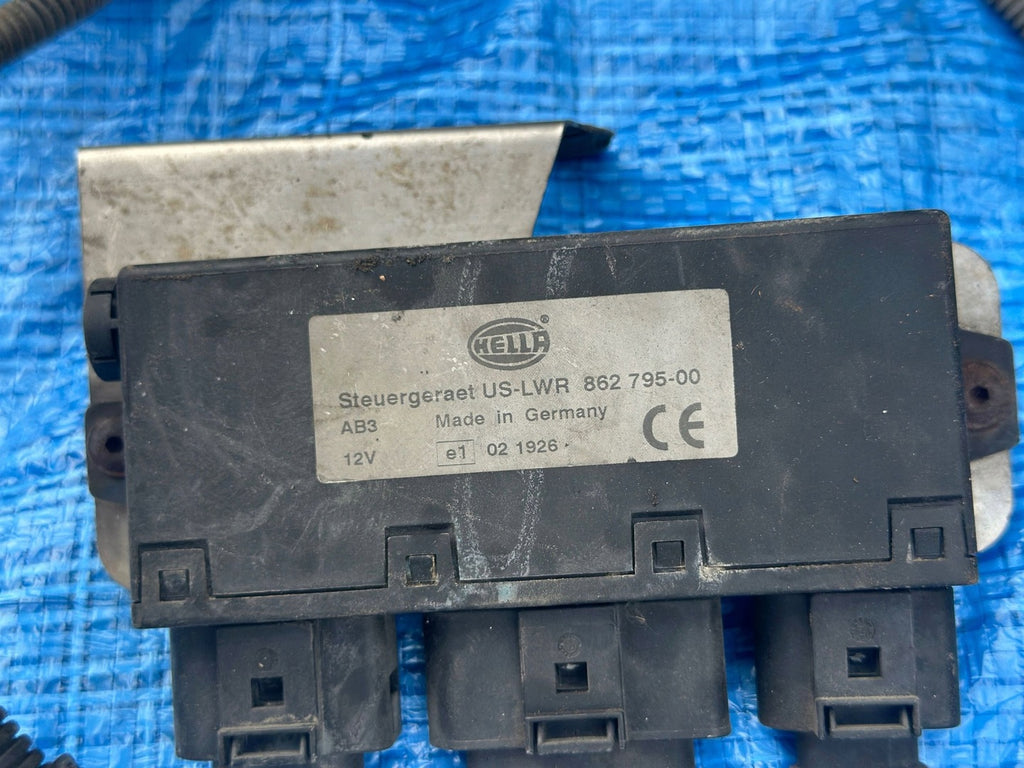 HELLA®
Steuergeraet US-LWR 862 795-00
AB3 Made in Germany
12V e1 02 1926 CE